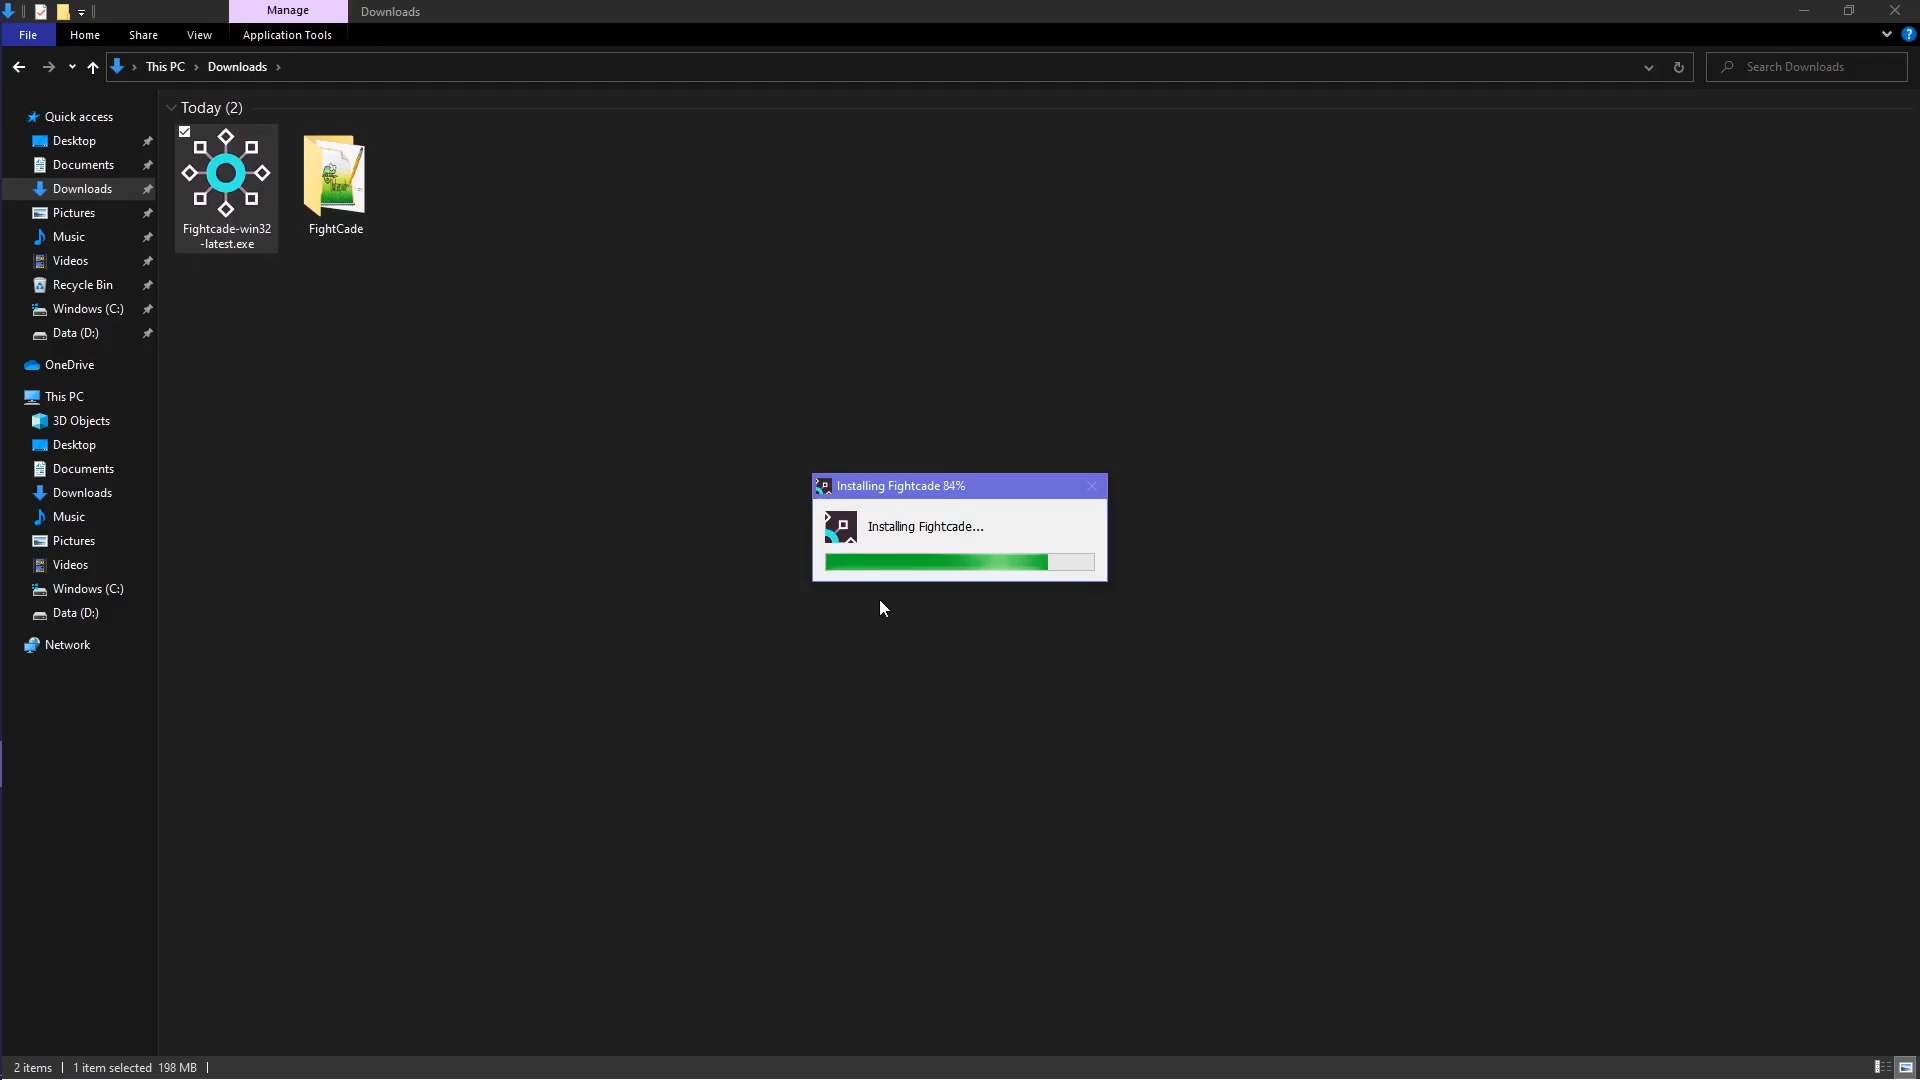 Manage
Downloads
File
Home
Share
View
Application Tools
This PC
Downloads
Search Downloads
Quick access
Desktop
Documents
Downloads
Pictures
Music
Videos
Recycle Bin
Windows (C:)
Data (D:)
OneDrive
This PC
3D Objects
Desktop
Documents
Downloads
Music
Pictures
Videos
Windows (C:)
Data (D:)
Network
Today (2)
Fightcade-win32
-latest.exe
FightCade
Installing Fightcade 84%
Installing Fightcade...
2 items
1 item selected 198 MB